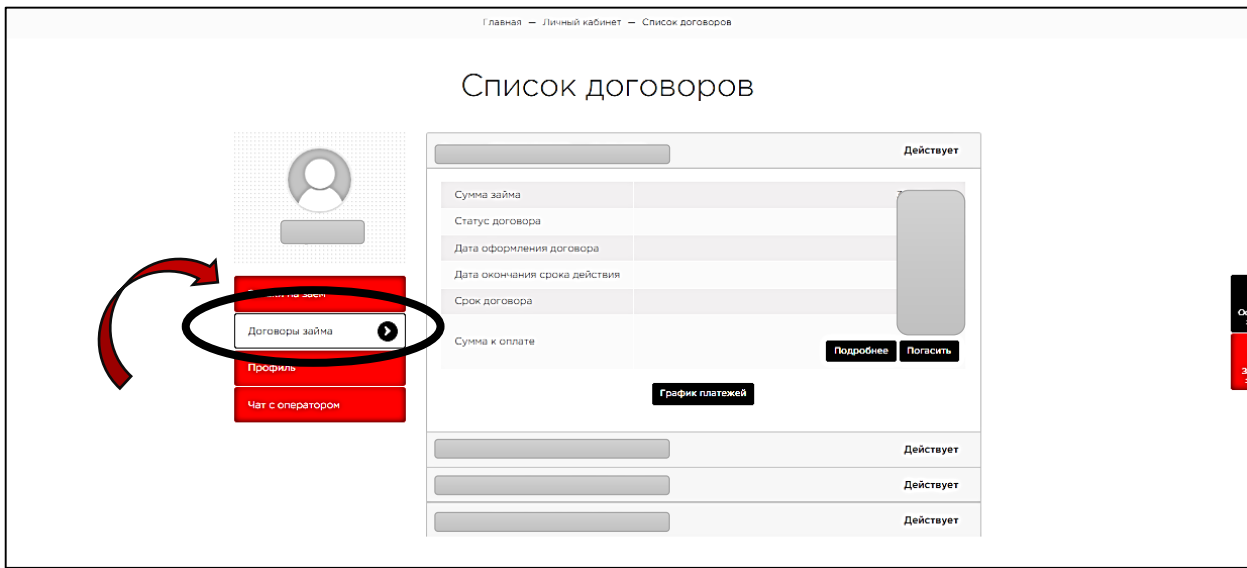 Главная — Личный кабинет — Список договоров
Список договоров
Действует
Сумма займа
Статус договора
Дата оформления договора
Дата окончания срока действия
Срок договора
Сумма к оплате
Подробнее Погасить
График платежей
заем
Договоры займа
Профиль
Чат с оператором
Действует
Действует
Действует